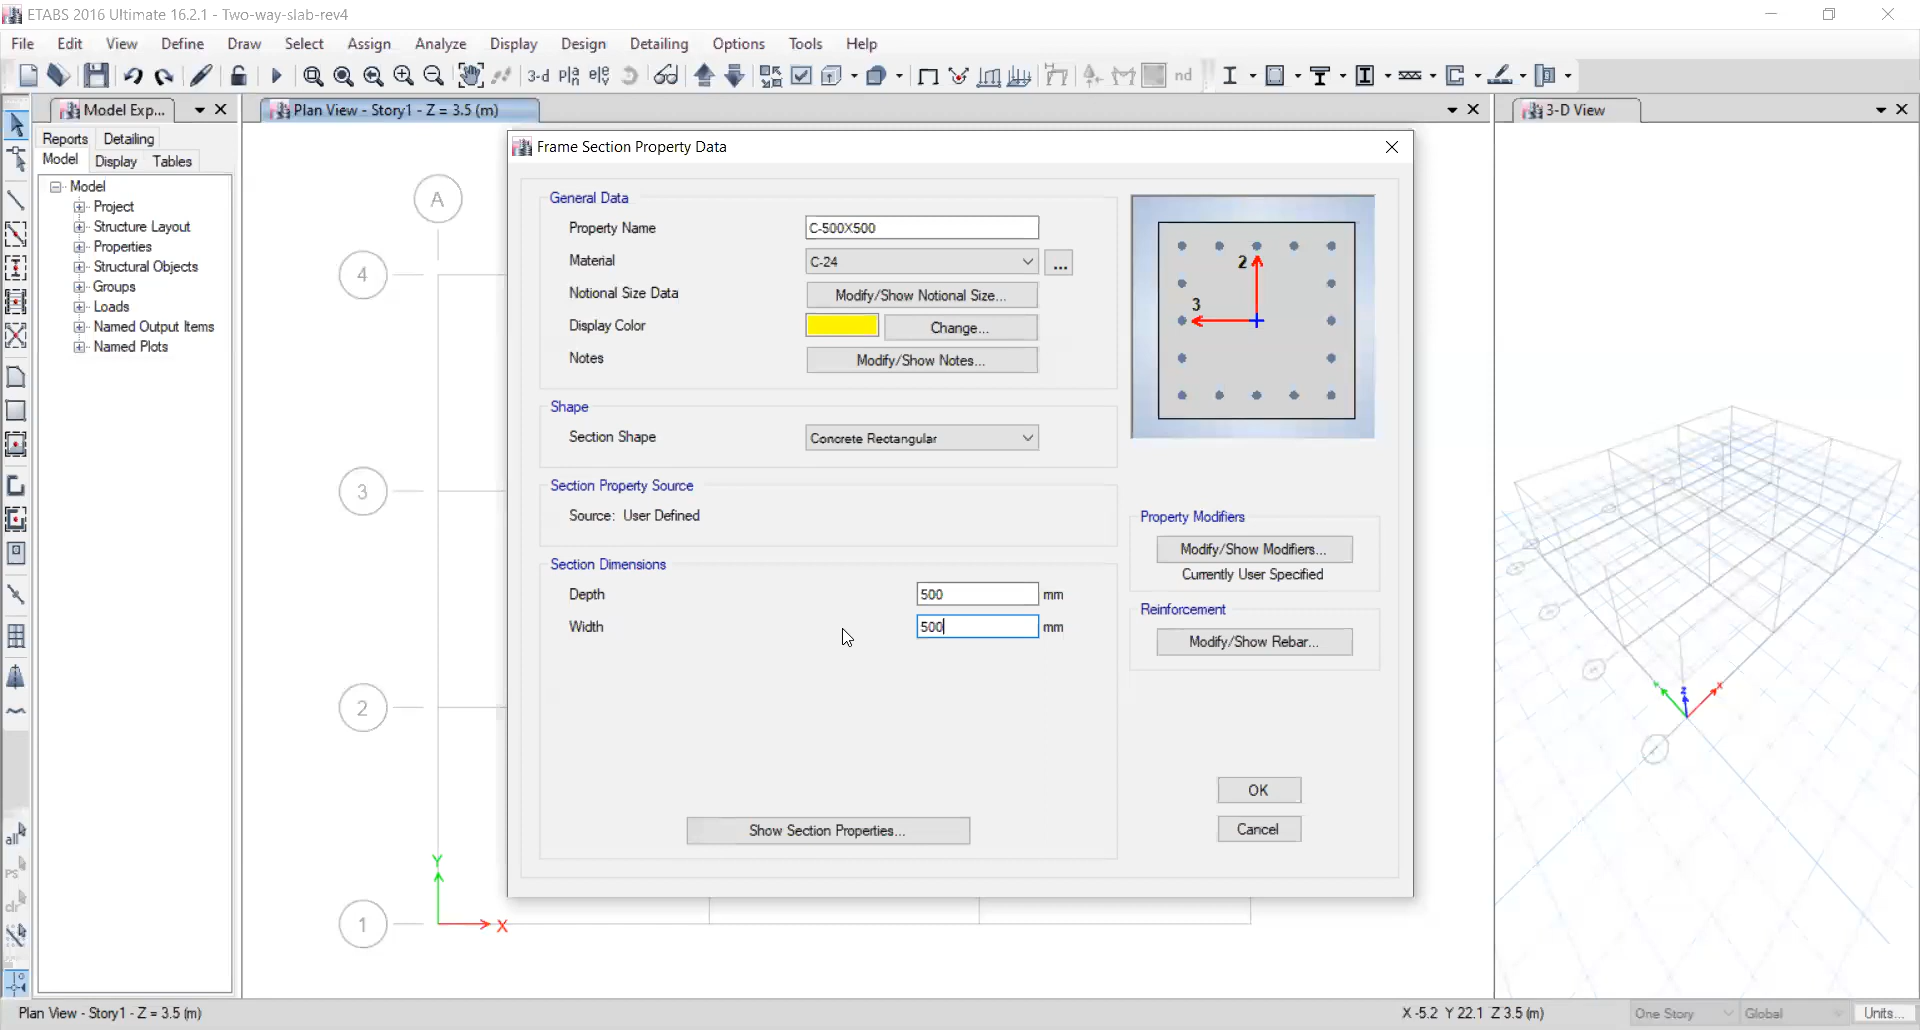 ETABS 2016 Ultimate 16.2.1 - Two-way-slab-rev4
File Edit View Define Draw Select Assign Analyze Display Design Detailing Options Tools Help
3-d pla ele nd
Model Exp...
Plan View - Story1 - Z = 3.5 (m)
3-D View
Reports Detailing
Model Display Tables
Model
Project
Structure Layout
Properties
Structural Objects
Groups
Loads
Named Output Items
Named Plots
A
4
3
2
1
Y
X
Frame Section Property Data
General Data
Property Name C-500X500
Material C-24 ...
Notional Size Data Modify/Show Notional Size...
Display Color Change...
Notes Modify/Show Notes...
Shape
Section Shape Concrete Rectangular
Section Property Source
Source: User Defined
Section Dimensions
Depth 500 mm
Width 500 mm
Show Section Properties...
2
3
Property Modifiers
Modify/Show Modifiers...
Currently User Specified
Reinforcement
Modify/Show Rebar...
OK
Cancel
Z
X
all
ps
dr
Plan View - Story1 - Z = 3.5 (m)
X -5.2 Y 22.1 Z 3.5 (m)
One Story Global Units...